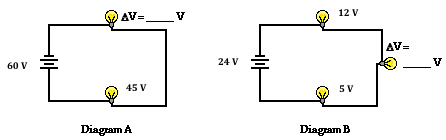 ΔV = _____ V
60 V
45 V
Diagram A
12 V
ΔV =
_____ V
24 V
5 V
Diagram B